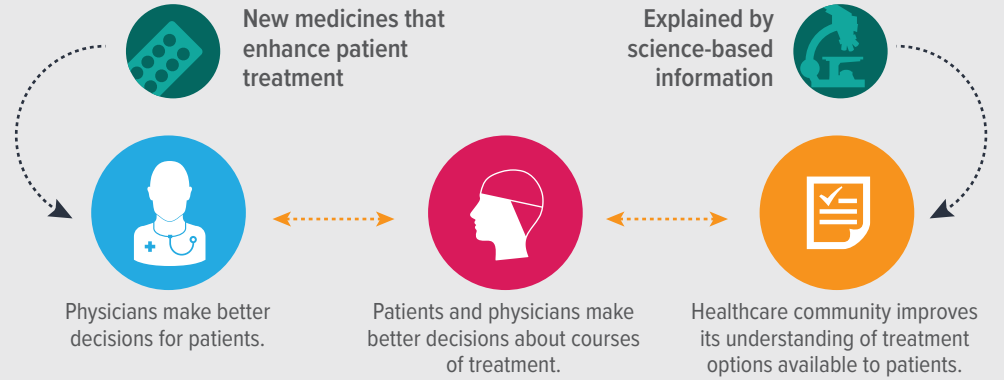 New medicines that
enhance patient
treatment
Explained by
science-based
information
Physicians make better
decisions for patients.
Patients and physicians make
better decisions about courses
of treatment.
Healthcare community improves
its understanding of treatment
options available to patients.